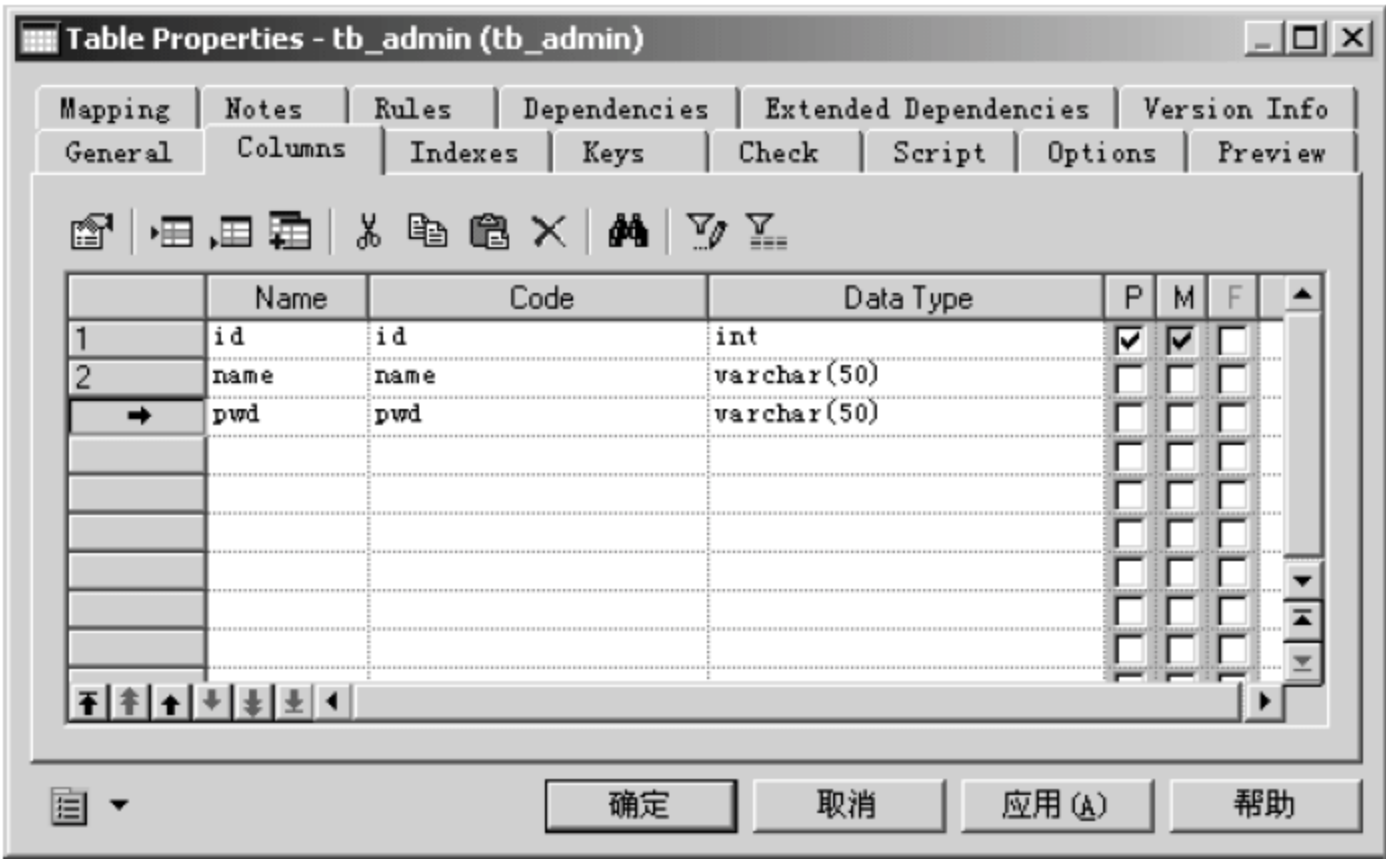 Table Properties - tb_admin (tb_admin)
Mapping Notes Rules Dependencies Extended Dependencies Version Info
General Columns Indexes Keys Check Script Options Preview
Name Code Data Type P M F
1 id id int
2 name name varchar(50)
pwd pwd varchar(50)
确定 取消 应用(A) 帮助